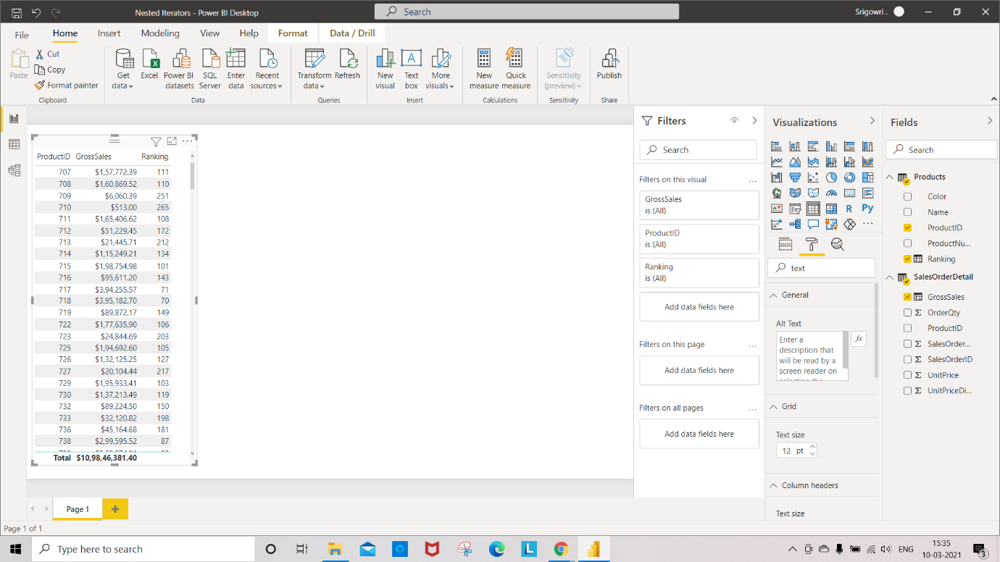 Nested Iterators - Power BI Desktop
Search
Srigowri .
File Home Insert Modeling View Help Format Data / Drill
Paste
Cut
Copy
Format painter
Clipboard
Get data
Excel
Power BI datasets
SQL Server
Enter data
Recent sources
Data
Transform data
Refresh
Queries
New visual
Text box
More visuals
Insert
New measure
Quick measure
Calculations
Sensitivity (preview)
Sensitivity
Publish
Share
ProductID GrossSales Ranking
707 $1,57,772.39 111
708 $1,60,869.52 110
709 $6,060.39 251
710 $513.00 265
711 $1,65,406.62 108
712 $51,229.45 172
713 $21,445.71 212
714 $1,15,249.21 134
715 $1,98,754.98 101
716 $95,611.20 143
717 $3,94,255.57 71
718 $3,95,182.70 70
719 $89,872.17 149
722 $1,77,635.90 106
723 $24,844.69 203
725 $1,94,692.60 105
726 $1,32,125.25 127
727 $20,104.44 217
729 $1,95,933.41 103
730 $1,37,213.49 119
732 $89,224.50 150
733 $32,120.82 198
736 $45,164.68 181
738 $2,99,595.52 87
Total $10,98,46,381.40
Filters
Search
Filters on this visual ...
GrossSales
is (All)
ProductID
is (All)
Ranking
is (All)
Add data fields here
Filters on this page ...
Add data fields here
Filters on all pages ...
Add data fields here
Visualizations
R Py
...
text
General
Alt Text
Enter a
description that
will be read by a
screen reader on
fx
Grid
Text size
12 pt
Column headers
Text size
Fields
Search
Products
Color
Name
ProductID
ProductNu...
Ranking
SalesOrderDetail
GrossSales
Σ OrderQty
ProductID
Σ SalesOrder...
Σ SalesOrderID
Σ UnitPrice
Σ UnitPriceDi...
Page 1
+
Page 1 of 1
Type here to search
L
ENG
15:35
10-03-2021
3